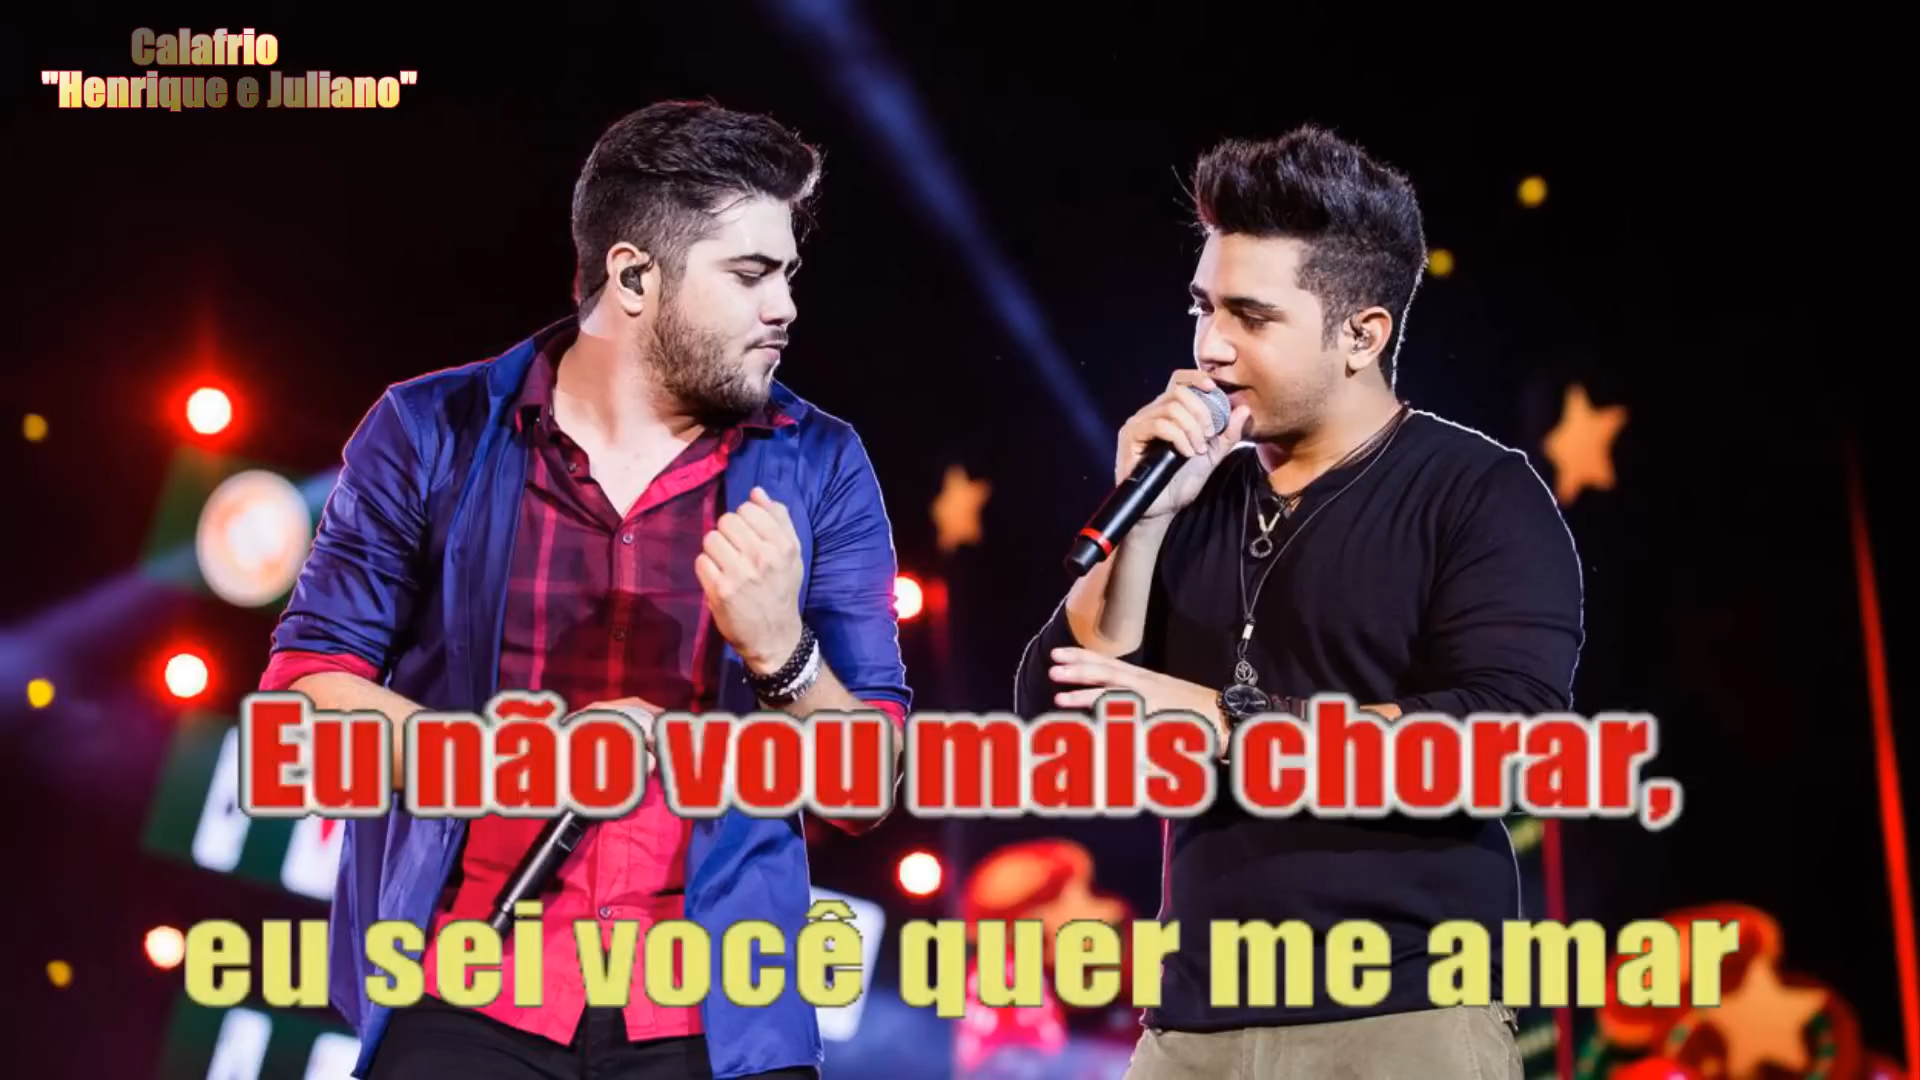 Calafrio
"Henrique e Juliano"
Eu não vou mais chorar,
eu sei você quer me amar